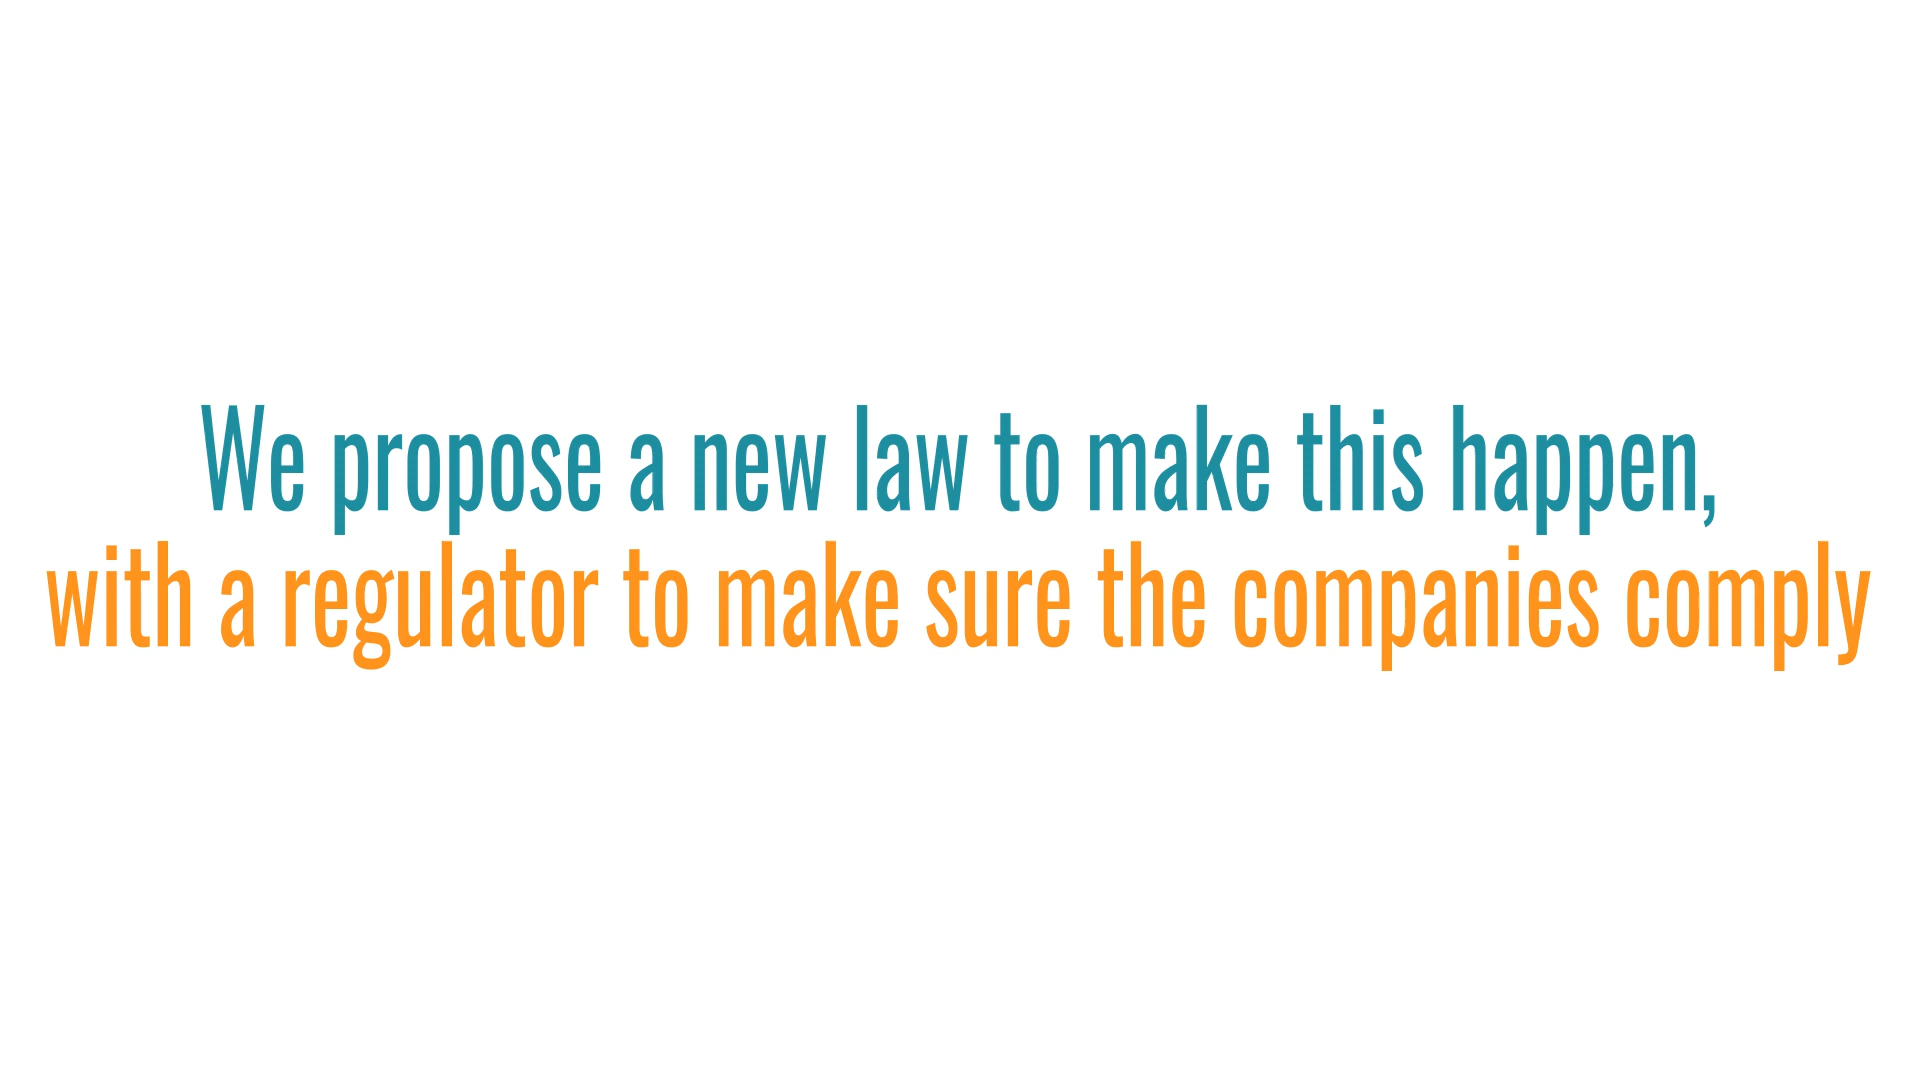 We propose a new law to make this happen,
with a regulator to make sure the companies comply